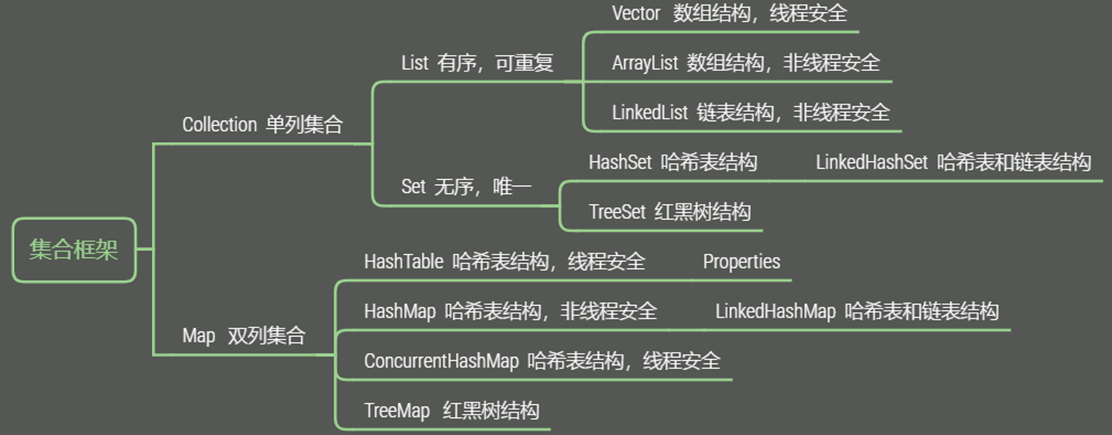 集合框架
Collection 单列集合
List 有序，可重复
Vector 数组结构，线程安全
ArrayList 数组结构，非线程安全
LinkedList 链表结构，非线程安全
Set 无序，唯一
HashSet 哈希表结构
LinkedHashSet 哈希表和链表结构
TreeSet 红黑树结构
Map 双列集合
HashTable 哈希表结构，线程安全
Properties
HashMap 哈希表结构，非线程安全
LinkedHashMap 哈希表和链表结构
ConcurrentHashMap 哈希表结构，线程安全
TreeMap 红黑树结构